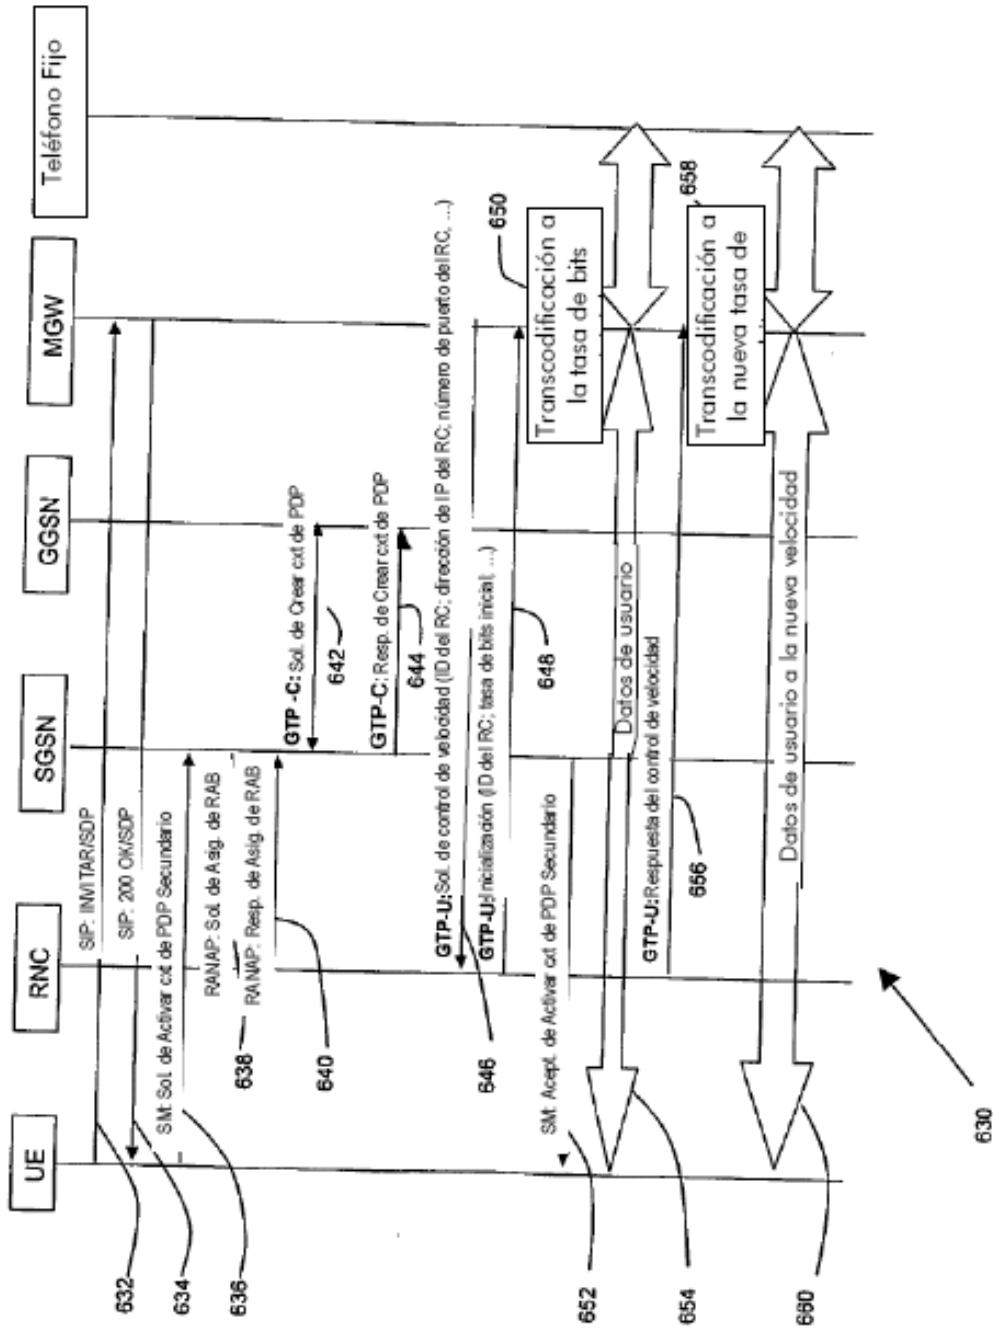 UE
RNC
SGSN
GGSN
MGW
Teléfono Fijo
SIP: INVITAR/SDP
632
SIP: 200 OK/SDP
634
SM: Sol. de Activar cxt de PDP Secundario
636
RANAP: Sol. de Asig. de RAB
638
RANAP: Resp. de Asig. de RAB
640
GTP -C: Sol. de Crear cxt de PDP
642
GTP-C: Resp. de Crear cxt de PDP
644
GTP-U: Sol. de control de velocidad (ID del RC; dirección de IP del RC; número de puerto del RC, ...)
646
GTP-U: Inicialización (ID del RC; tasa de bits inicial; ...)
648
Transcodificación a
la tasa de bits
650
SM: Acept. de Activar cxt de PDP Secundario
652
Datos de usuario
654
GTP-U: Respuesta del control de velocidad
656
Transcodificación a
la nueva tasa de
658
Datos de usuario a la nueva velocidad
660
630